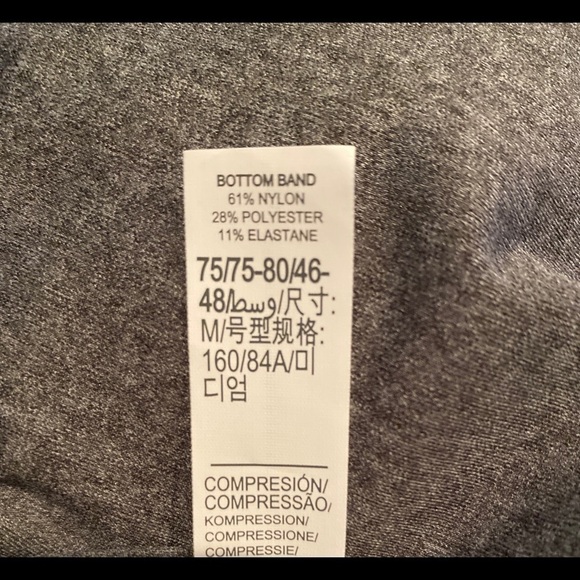 BOTTOM BAND
61% NYLON
28% POLYESTER
11% ELASTANE
75/75-80/46-
48/وسط/尺寸:
M/号型规格:
160/84A/미
디엄
COMPRESIÓN/
COMPRESSÃO/
KOMPRESSION/
COMPRESSIONE/
COMPRESSIE/